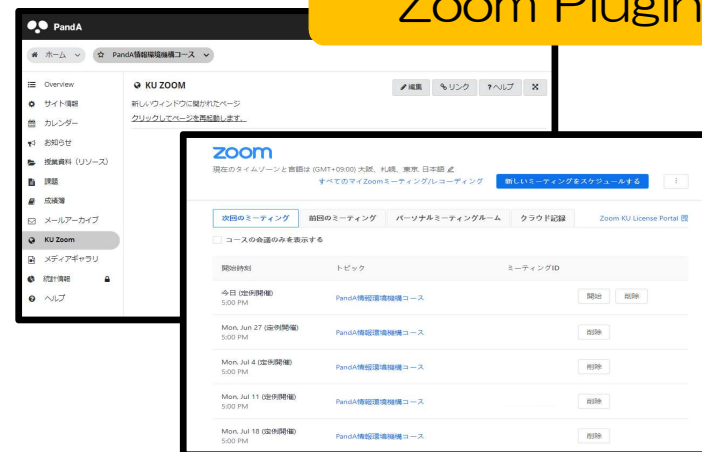 Zoom Plugin
PandA
ホーム
PandA情報環境機構コース
Overview
サイト情報
カレンダー
お知らせ
授業資料（リソース）
課題
成績簿
メールアーカイブ
KU Zoom
メディアギャラリ
統計情報
ヘルプ
KU ZOOM
編集 リンク ? ヘルプ
新しいウィンドウに開かれたページ
クリックしてページを再起動します。
zoom
現在のタイムゾーンと言語は (GMT+09:00) 大阪、札幌、東京, 日本語
すべてのマイZoomミーティング/レコーディング 新しいミーティングをスケジュールする
次回のミーティング 前回のミーティング パーソナルミーティングルーム クラウド記録 Zoom KU License Portal
コースの会議のみを表示する
開始時刻 トピック ミーティングID
今日 (定例開催)
5:00 PM
PandA情報環境機構コース 開始 削除
Mon, Jun 27 (定例開催)
5:00 PM
PandA情報環境機構コース 削除
Mon, Jul 4 (定例開催)
5:00 PM
PandA情報環境機構コース 削除
Mon, Jul 11 (定例開催)
5:00 PM
PandA情報環境機構コース 削除
Mon, Jul 18 (定例開催)
5:00 PM
PandA情報環境機構コース 削除